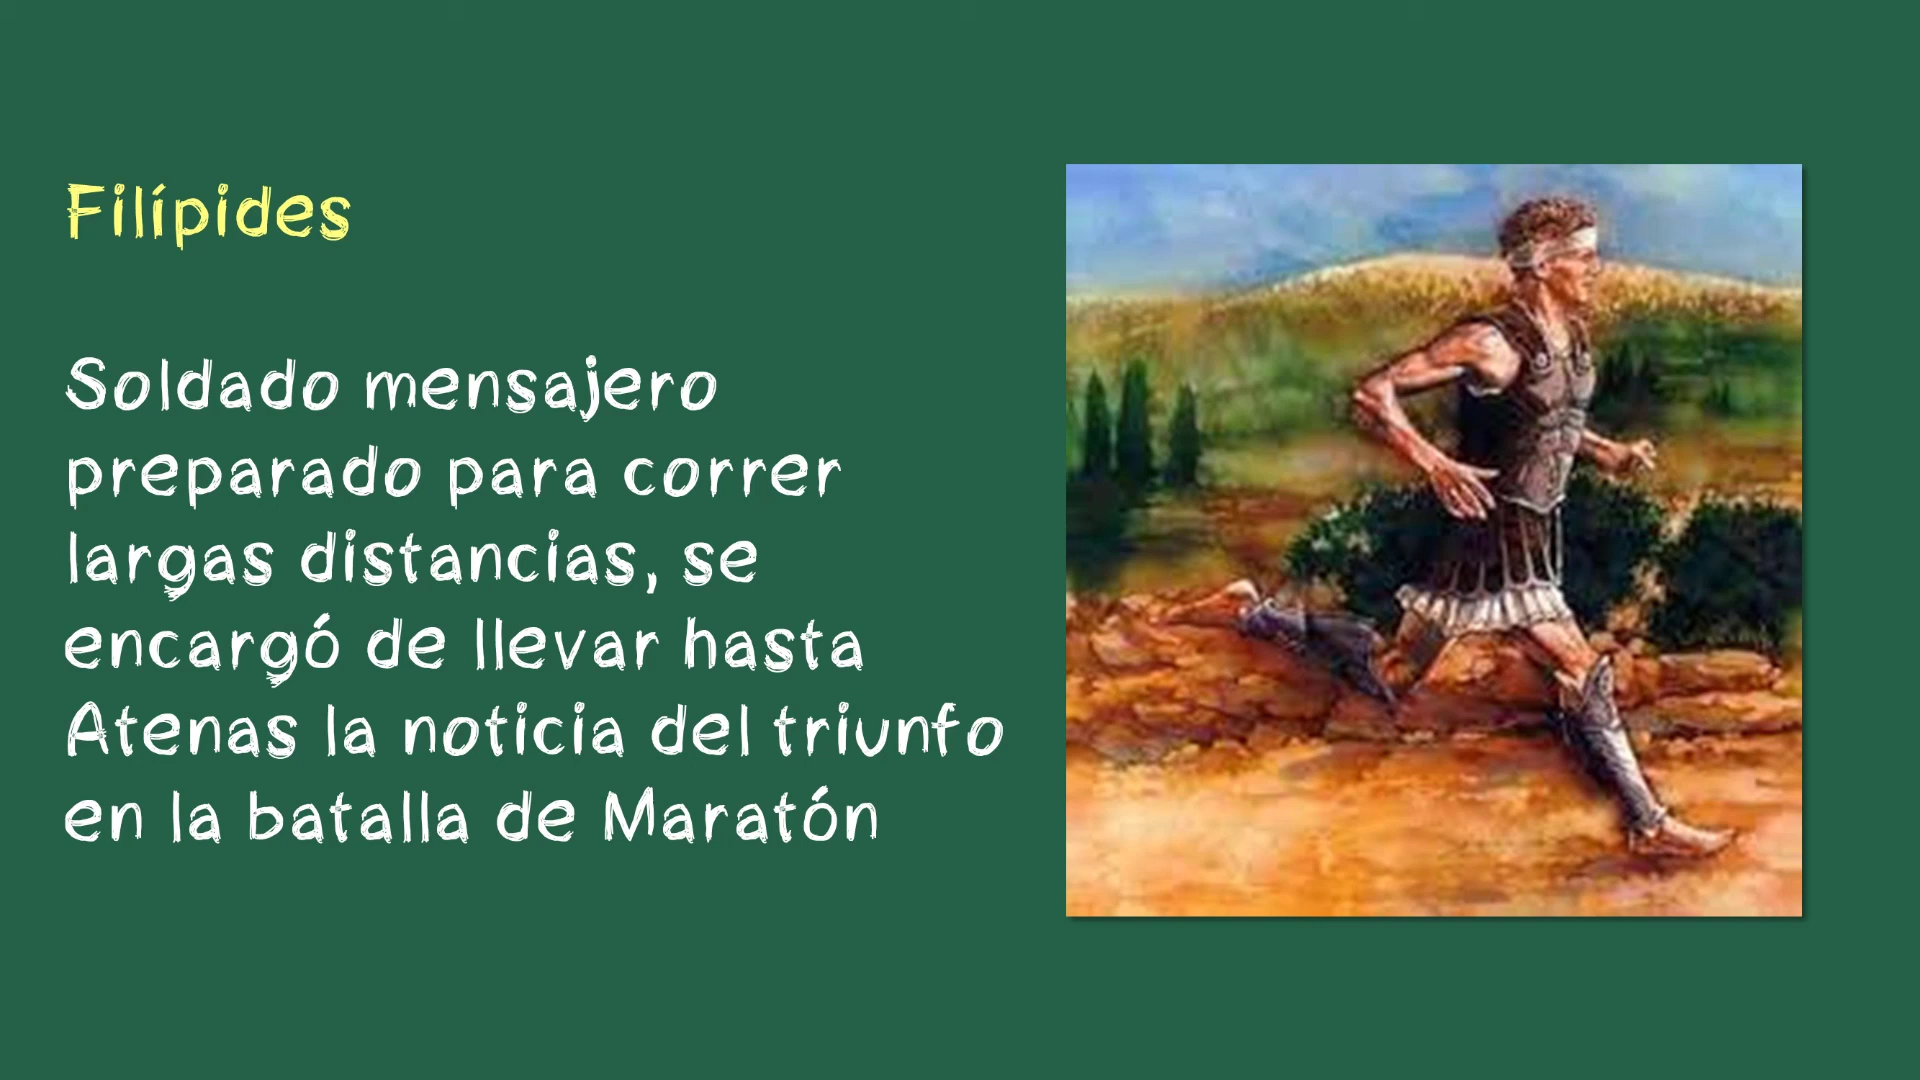 Filípides
Soldado mensajero
preparado para correr
largas distancias, se
encargó de llevar hasta
Atenas la noticia del triunfo
en la batalla de Maratón